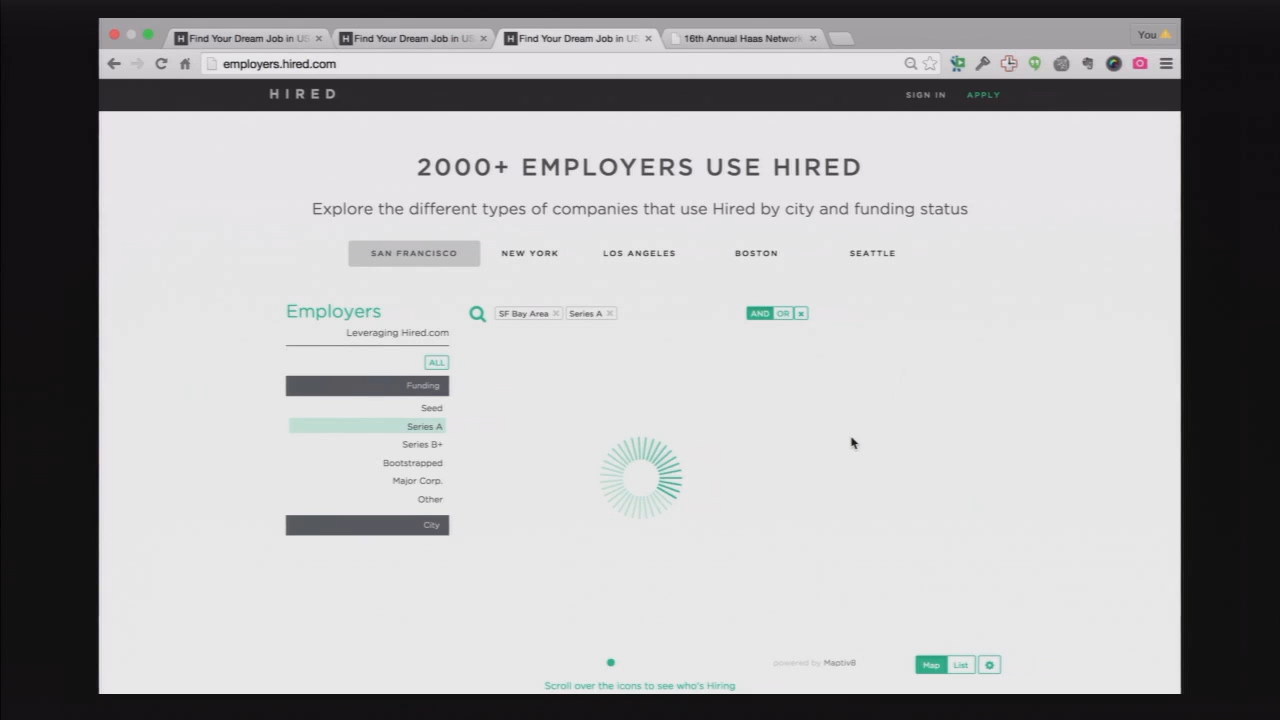 Find Your Dream Job in US
Find Your Dream Job in US
Find Your Dream Job in US
16th Annual Haas Network
You
employers.hired.com
HIRED
SIGN IN
APPLY
2000+ EMPLOYERS USE HIRED
Explore the different types of companies that use Hired by city and funding status
SAN FRANCISCO
NEW YORK
LOS ANGELES
BOSTON
SEATTLE
Employers
SF Bay Area
Series A
AND OR x
Leveraging Hired.com
ALL
Funding
Seed
Series A
Series B+
Bootstrapped
Major Corp.
Other
City
powered by Maptiv8
Map
List
Scroll over the icons to see who's Hiring